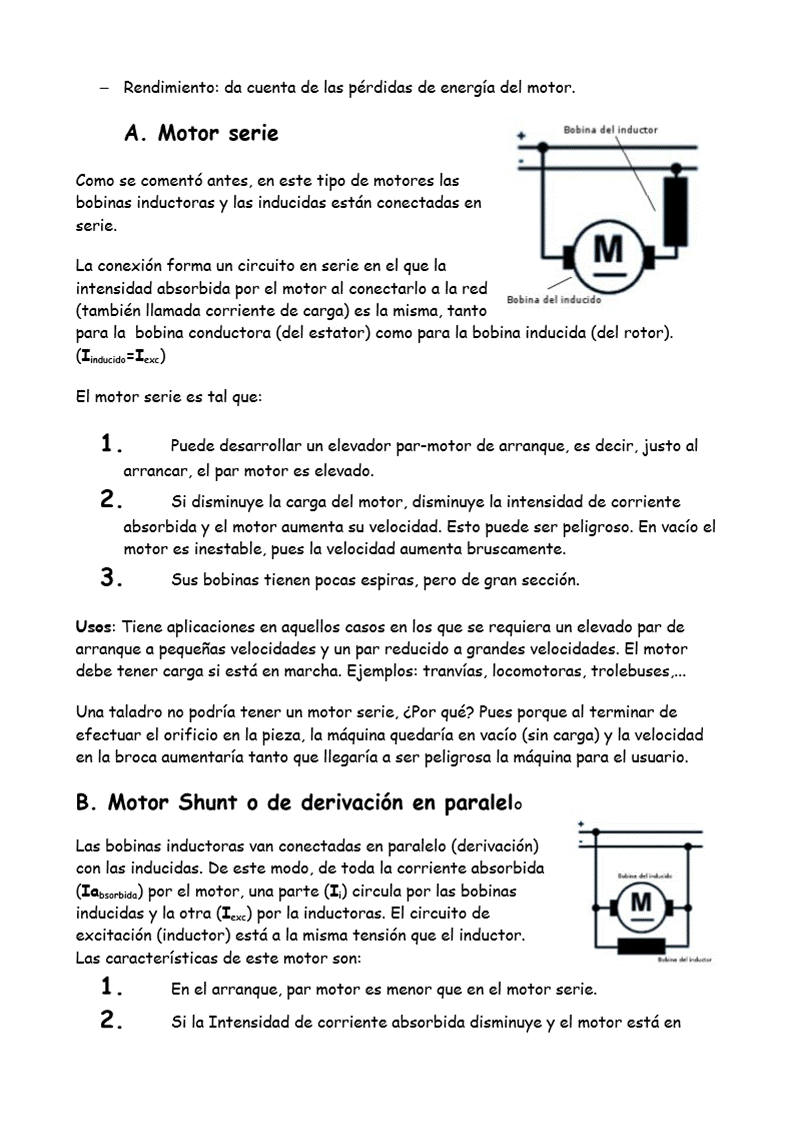 – Rendimiento: da cuenta de las pérdidas de energía del motor.
A. Motor serie
Bobina del inductor
+
-
M
Bobina del inducido
Como se comentó antes, en este tipo de motores las
bobinas inductoras y las inducidas están conectadas en
serie.
La conexión forma un circuito en serie en el que la
intensidad absorbida por el motor al conectarlo a la red
(también llamada corriente de carga) es la misma, tanto
para la bobina conductora (del estator) como para la bobina inducida (del rotor).
(Iinducido=Iexc)
El motor serie es tal que:
1. Puede desarrollar un elevador par-motor de arranque, es decir, justo al
arrancar, el par motor es elevado.
2. Si disminuye la carga del motor, disminuye la intensidad de corriente
absorbida y el motor aumenta su velocidad. Esto puede ser peligroso. En vacío el
motor es inestable, pues la velocidad aumenta bruscamente.
3. Sus bobinas tienen pocas espiras, pero de gran sección.
Usos: Tiene aplicaciones en aquellos casos en los que se requiera un elevado par de
arranque a pequeñas velocidades y un par reducido a grandes velocidades. El motor
debe tener carga si está en marcha. Ejemplos: tranvías, locomotoras, trolebuses,...
Una taladro no podría tener un motor serie, ¿Por qué? Pues porque al terminar de
efectuar el orificio en la pieza, la máquina quedaría en vacío (sin carga) y la velocidad
en la broca aumentaría tanto que llegaría a ser peligrosa la máquina para el usuario.
B. Motor Shunt o de derivación en paralelo
+
-
Bobina del inducido
M
Bobina del inductor
Las bobinas inductoras van conectadas en paralelo (derivación)
con las inducidas. De este modo, de toda la corriente absorbida
(Iabsorbida) por el motor, una parte (Ii) circula por las bobinas
inducidas y la otra (Iexc) por la inductoras. El circuito de
excitación (inductor) está a la misma tensión que el inductor.
Las características de este motor son:
1. En el arranque, par motor es menor que en el motor serie.
2. Si la Intensidad de corriente absorbida disminuye y el motor está en